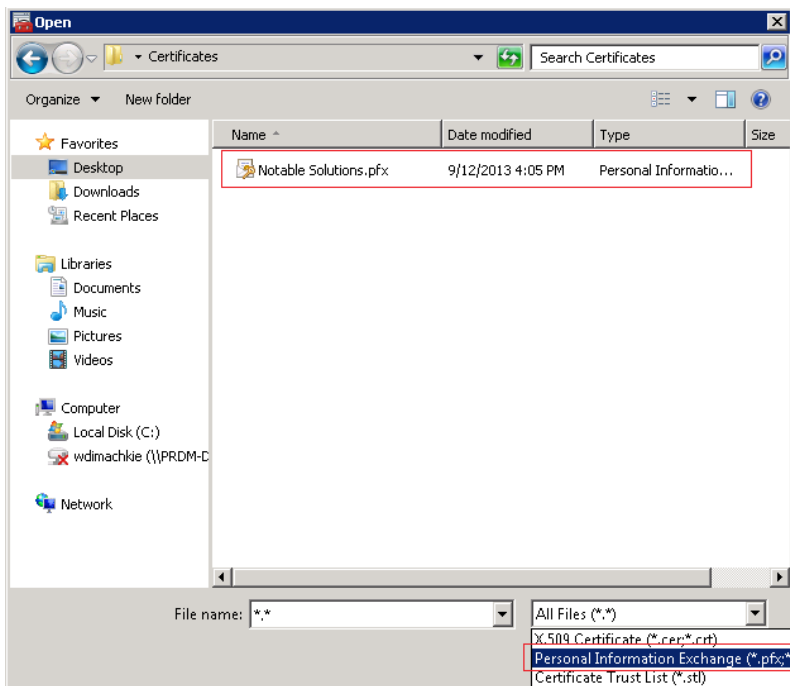 Open
Certificates
Search Certificates
Organize
New folder
Name
Date modified
Type
Size
Favorites
Desktop
Downloads
Recent Places
Libraries
Documents
Music
Pictures
Videos
Computer
Local Disk (C:)
wdimachkie (\\PRDM-D
Network
Notable Solutions.pfx
9/12/2013 4:05 PM
Personal Informatio...
File name:
*.*
All Files (*.*)
X.509 Certificate (*.cer;*.crt)
Personal Information Exchange (*.pfx;*
Certificate Trust List (*.stl)